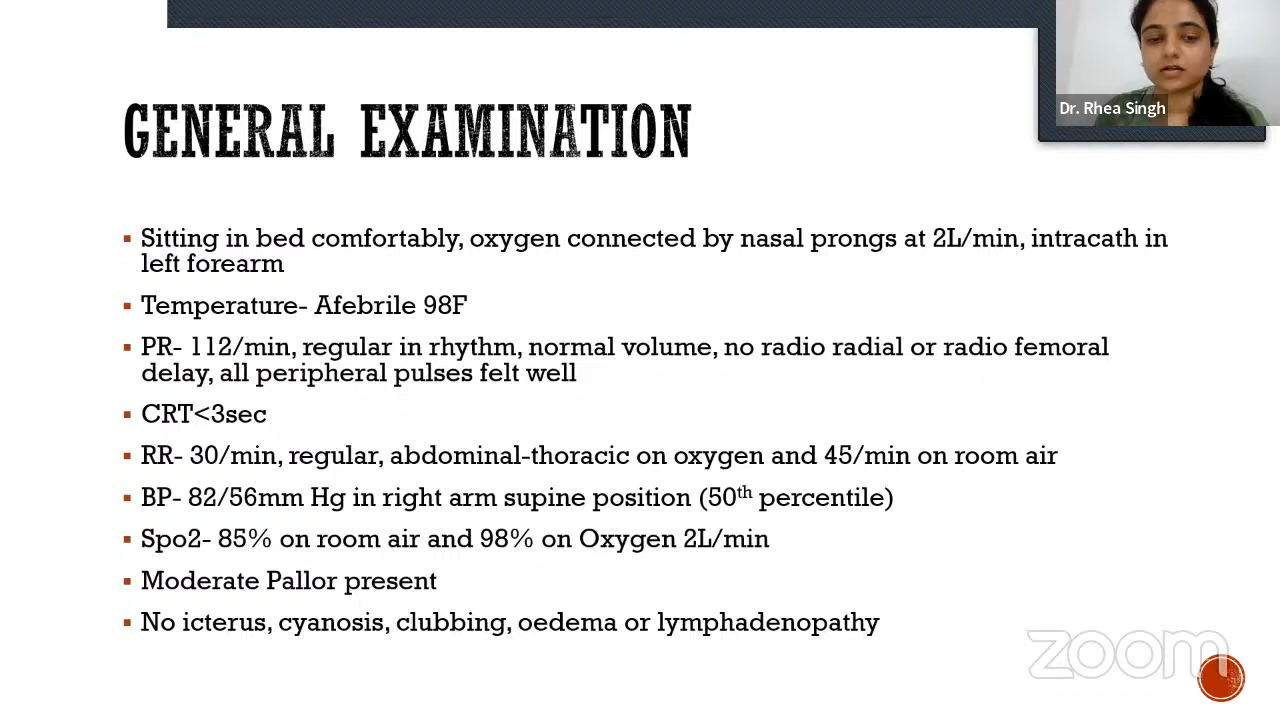 Dr. Rhea Singh
GENERAL EXAMINATION
▪ Sitting in bed comfortably, oxygen connected by nasal prongs at 2L/min, intracath in
left forearm
▪ Temperature- Afebrile 98F
▪ PR- 112/min, regular in rhythm, normal volume, no radio radial or radio femoral
delay, all peripheral pulses felt well
▪ CRT<3sec
▪ RR- 30/min, regular, abdominal-thoracic on oxygen and 45/min on room air
▪ BP- 82/56mm Hg in right arm supine position (50th percentile)
▪ Spo2- 85% on room air and 98% on Oxygen 2L/min
▪ Moderate Pallor present
▪ No icterus, cyanosis, clubbing, oedema or lymphadenopathy
zoom